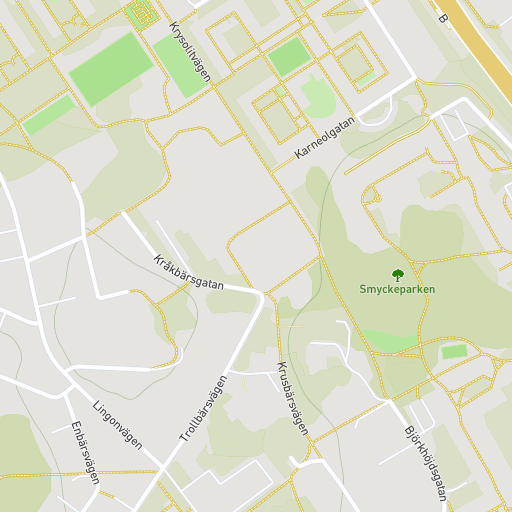 Krysolitvägen
B
Karneolgatan
Kråkbärsgatan
Smyckeparken
Trollbärsvägen
Krusbärsvägen
Lingonvägen
Enbärsvägen
Björkhöjdsgatan